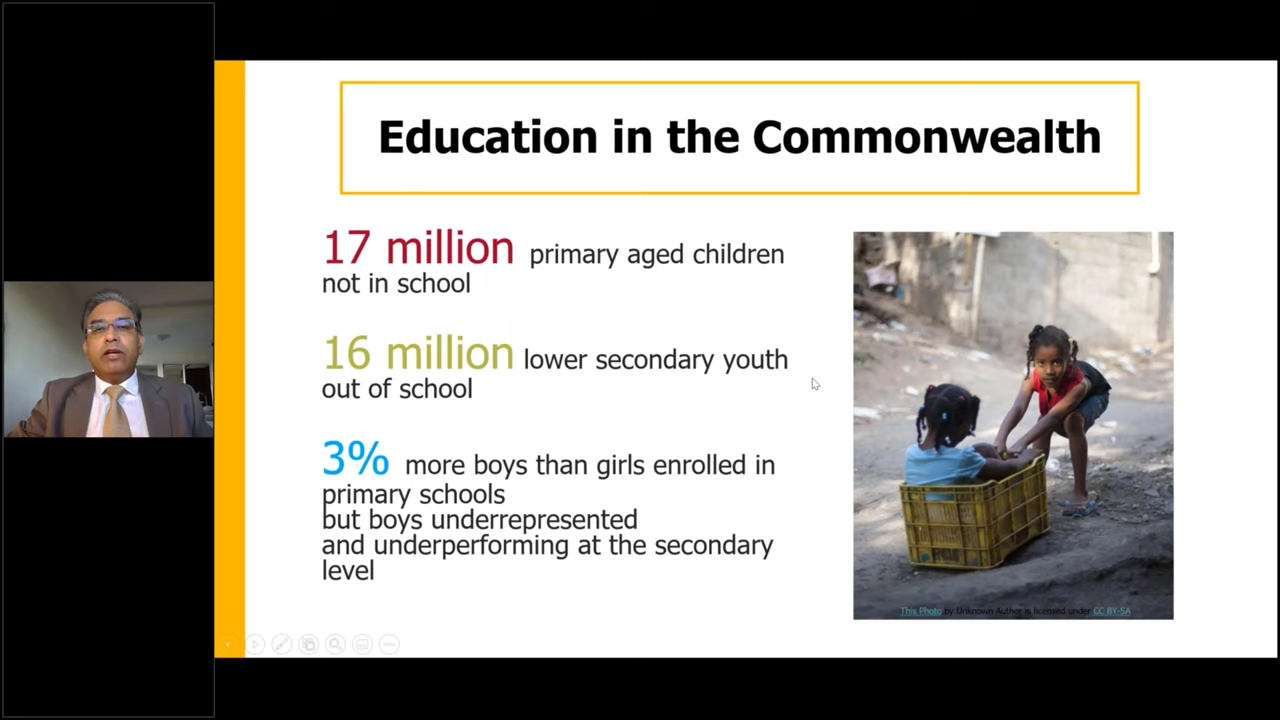 Education in the Commonwealth
17 million primary aged children
not in school
16 million lower secondary youth
out of school
3% more boys than girls enrolled in
primary schools
but boys underrepresented
and underperforming at the secondary
level
This Photo by Unknown Author is licensed under CC BY-SA